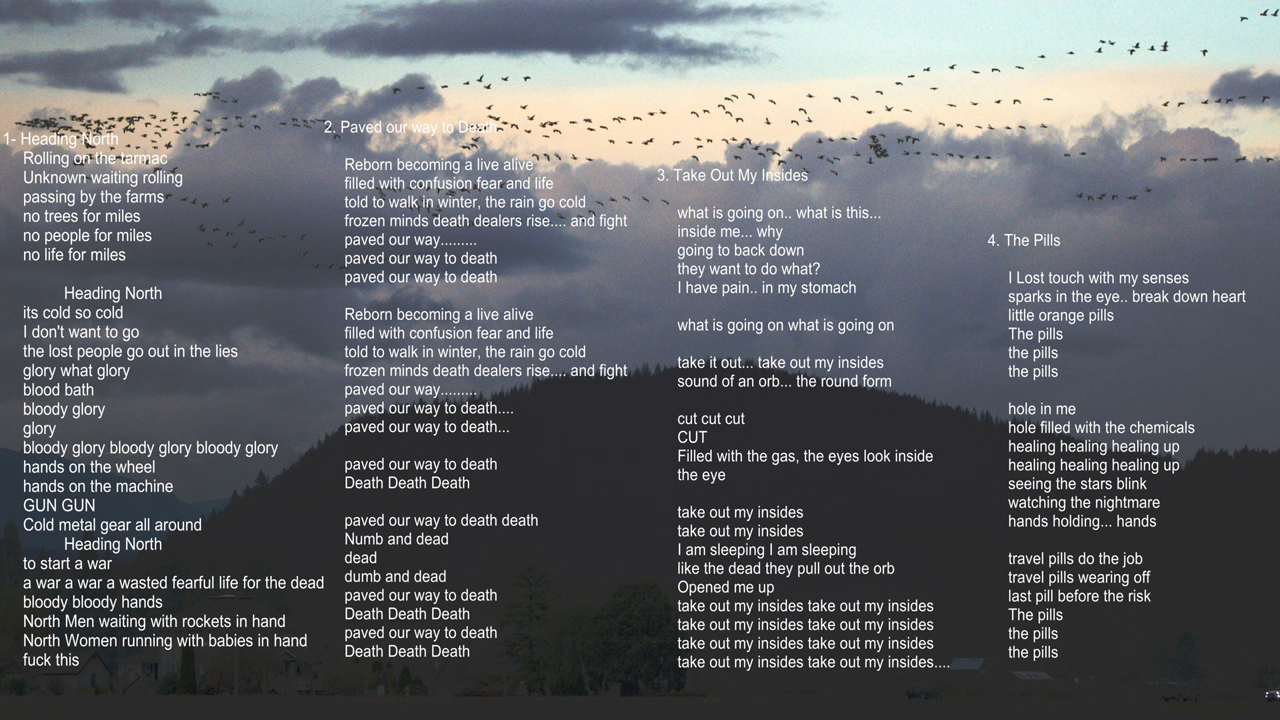 1- Heading North
Rolling on the tarmac
Unknown waiting rolling
passing by the farms
no trees for miles
no people for miles
no life for miles
Heading North
its cold so cold
I don't want to go
the lost people go out in the lies
glory what glory
blood bath
bloody glory
glory
bloody glory bloody glory bloody glory
hands on the wheel
hands on the machine
GUN GUN
Cold metal gear all around
Heading North
to start a war
a war a war a wasted fearful life for the dead
bloody bloody hands
North Men waiting with rockets in hand
North Women running with babies in hand
fuck this
2. Paved our way to Death
Reborn becoming a live alive
filled with confusion fear and life
told to walk in winter, the rain go cold
frozen minds death dealers rise.... and fight
paved our way.........
paved our way to death
paved our way to death
Reborn becoming a live alive
filled with confusion fear and life
told to walk in winter, the rain go cold
frozen minds death dealers rise.... and fight
paved our way.........
paved our way to death....
paved our way to death...
paved our way to death
Death Death Death
paved our way to death death
Numb and dead
dead
dumb and dead
paved our way to death
Death Death Death
paved our way to death
Death Death Death
3. Take Out My Insides
what is going on.. what is this...
inside me... why
going to back down
they want to do what?
I have pain.. in my stomach
what is going on what is going on
take it out... take out my insides
sound of an orb... the round form
cut cut cut
CUT
Filled with the gas, the eyes look inside
the eye
take out my insides
take out my insides
I am sleeping I am sleeping
like the dead they pull out the orb
Opened me up
take out my insides take out my insides
take out my insides take out my insides
take out my insides take out my insides
take out my insides take out my insides....
4. The Pills
I Lost touch with my senses
sparks in the eye.. break down heart
little orange pills
The pills
the pills
the pills
hole in me
hole filled with the chemicals
healing healing healing up
healing healing healing up
seeing the stars blink
watching the nightmare
hands holding... hands
travel pills do the job
travel pills wearing off
last pill before the risk
The pills
the pills
the pills